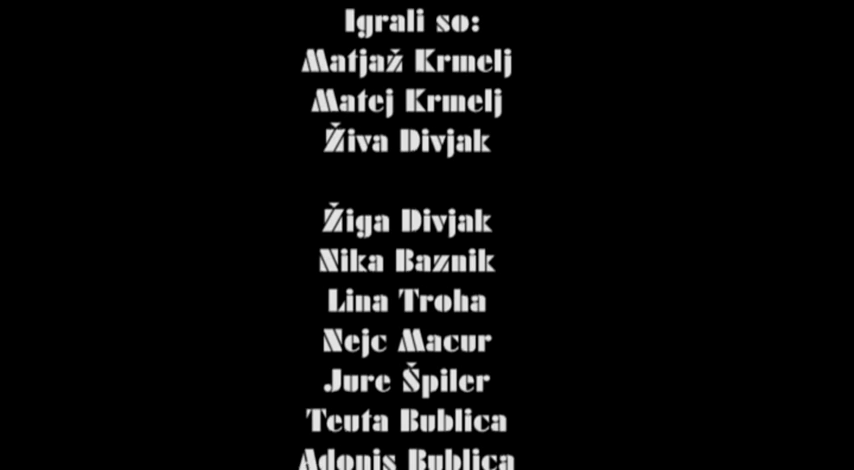 Igrali so:
Matjaž Krmelj
Matej Krmelj
Živa Divjak
Žiga Divjak
Nika Baznik
Lina Troha
Nejc Macur
Jure Špiler
Teuta Bublica
Adonis Bublica